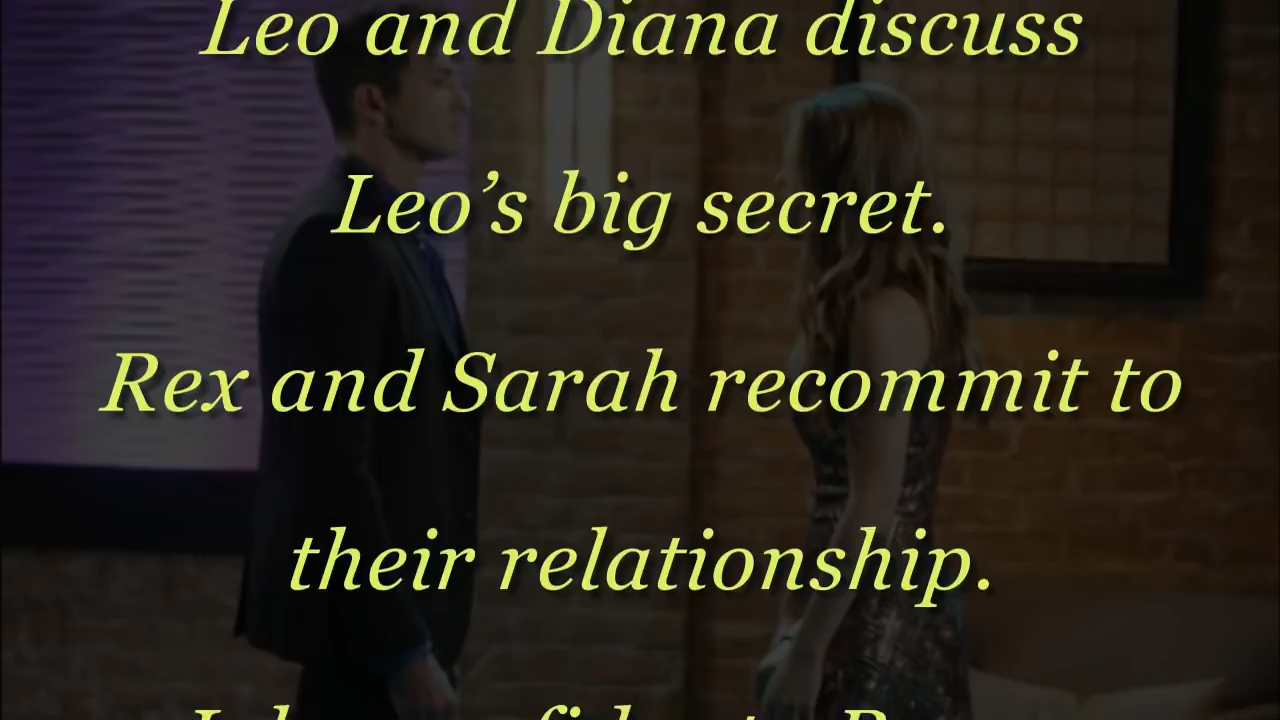 Leo and Diana discuss
Leo’s big secret.
Rex and Sarah recommit to
their relationship.